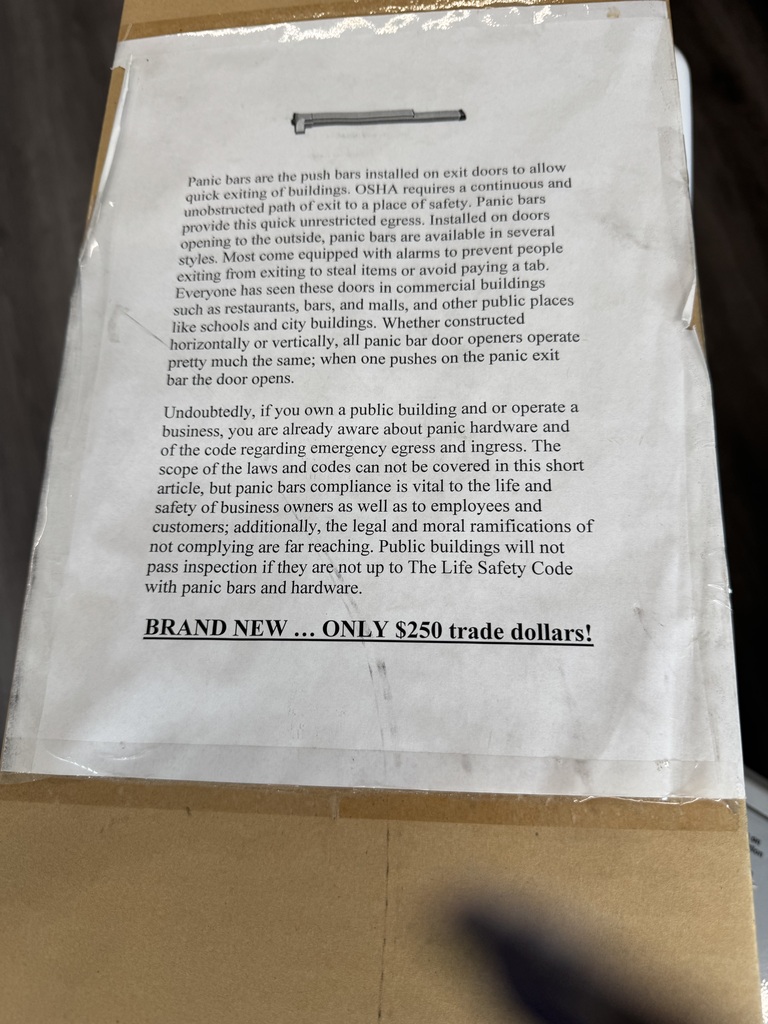 Panic bars are the push bars installed on exit doors to allow
quick exiting of buildings. OSHA requires a continuous and
unobstructed path of exit to a place of safety. Panic bars
provide this quick unrestricted egress. Installed on doors
opening to the outside, panic bars are available in several
styles. Most come equipped with alarms to prevent people
exiting from exiting to steal items or avoid paying a tab.
Everyone has seen these doors in commercial buildings
such as restaurants, bars, and malls, and other public places
like schools and city buildings. Whether constructed
horizontally or vertically, all panic bar door openers operate
pretty much the same; when one pushes on the panic exit
bar the door opens.
Undoubtedly, if you own a public building and or operate a
business, you are already aware about panic hardware and
of the code regarding emergency egress and ingress. The
scope of the laws and codes can not be covered in this short
article, but panic bars compliance is vital to the life and
safety of business owners as well as to employees and
customers; additionally, the legal and moral ramifications of
not complying are far reaching. Public buildings will not
pass inspection if they are not up to The Life Safety Code
with panic bars and hardware.
BRAND NEW ... ONLY $250 trade dollars!